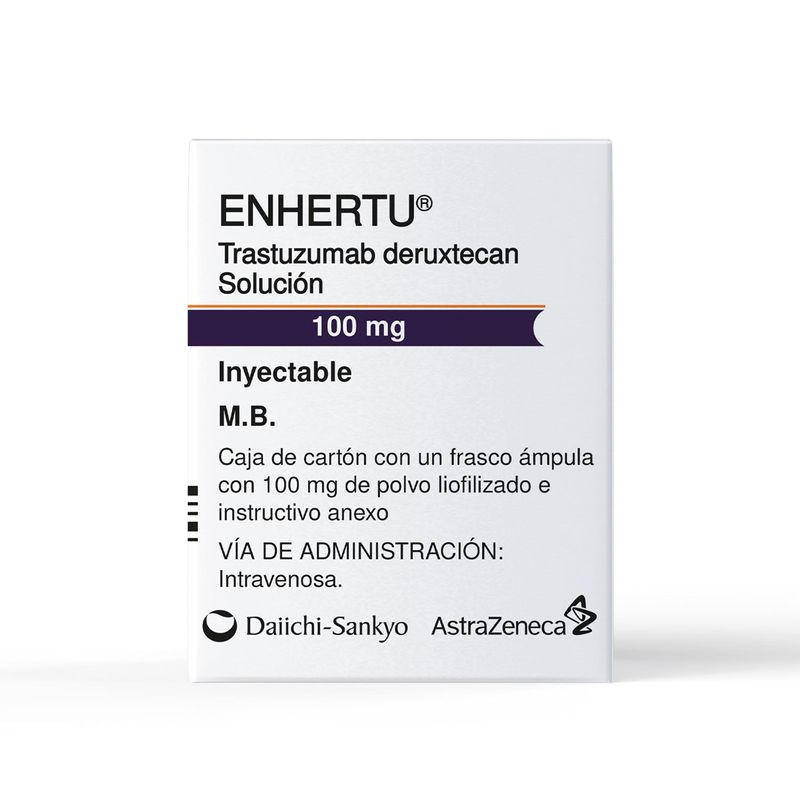 ENHERTU®
Trastuzumab deruxtecan
Solución
100 mg
Inyectable
M.B.
Caja de cartón con un frasco ámpula
con 100 mg de polvo liofilizado e
instructivo anexo
VÍA DE ADMINISTRACIÓN:
Intravenosa.
Daiichi-Sankyo AstraZeneca